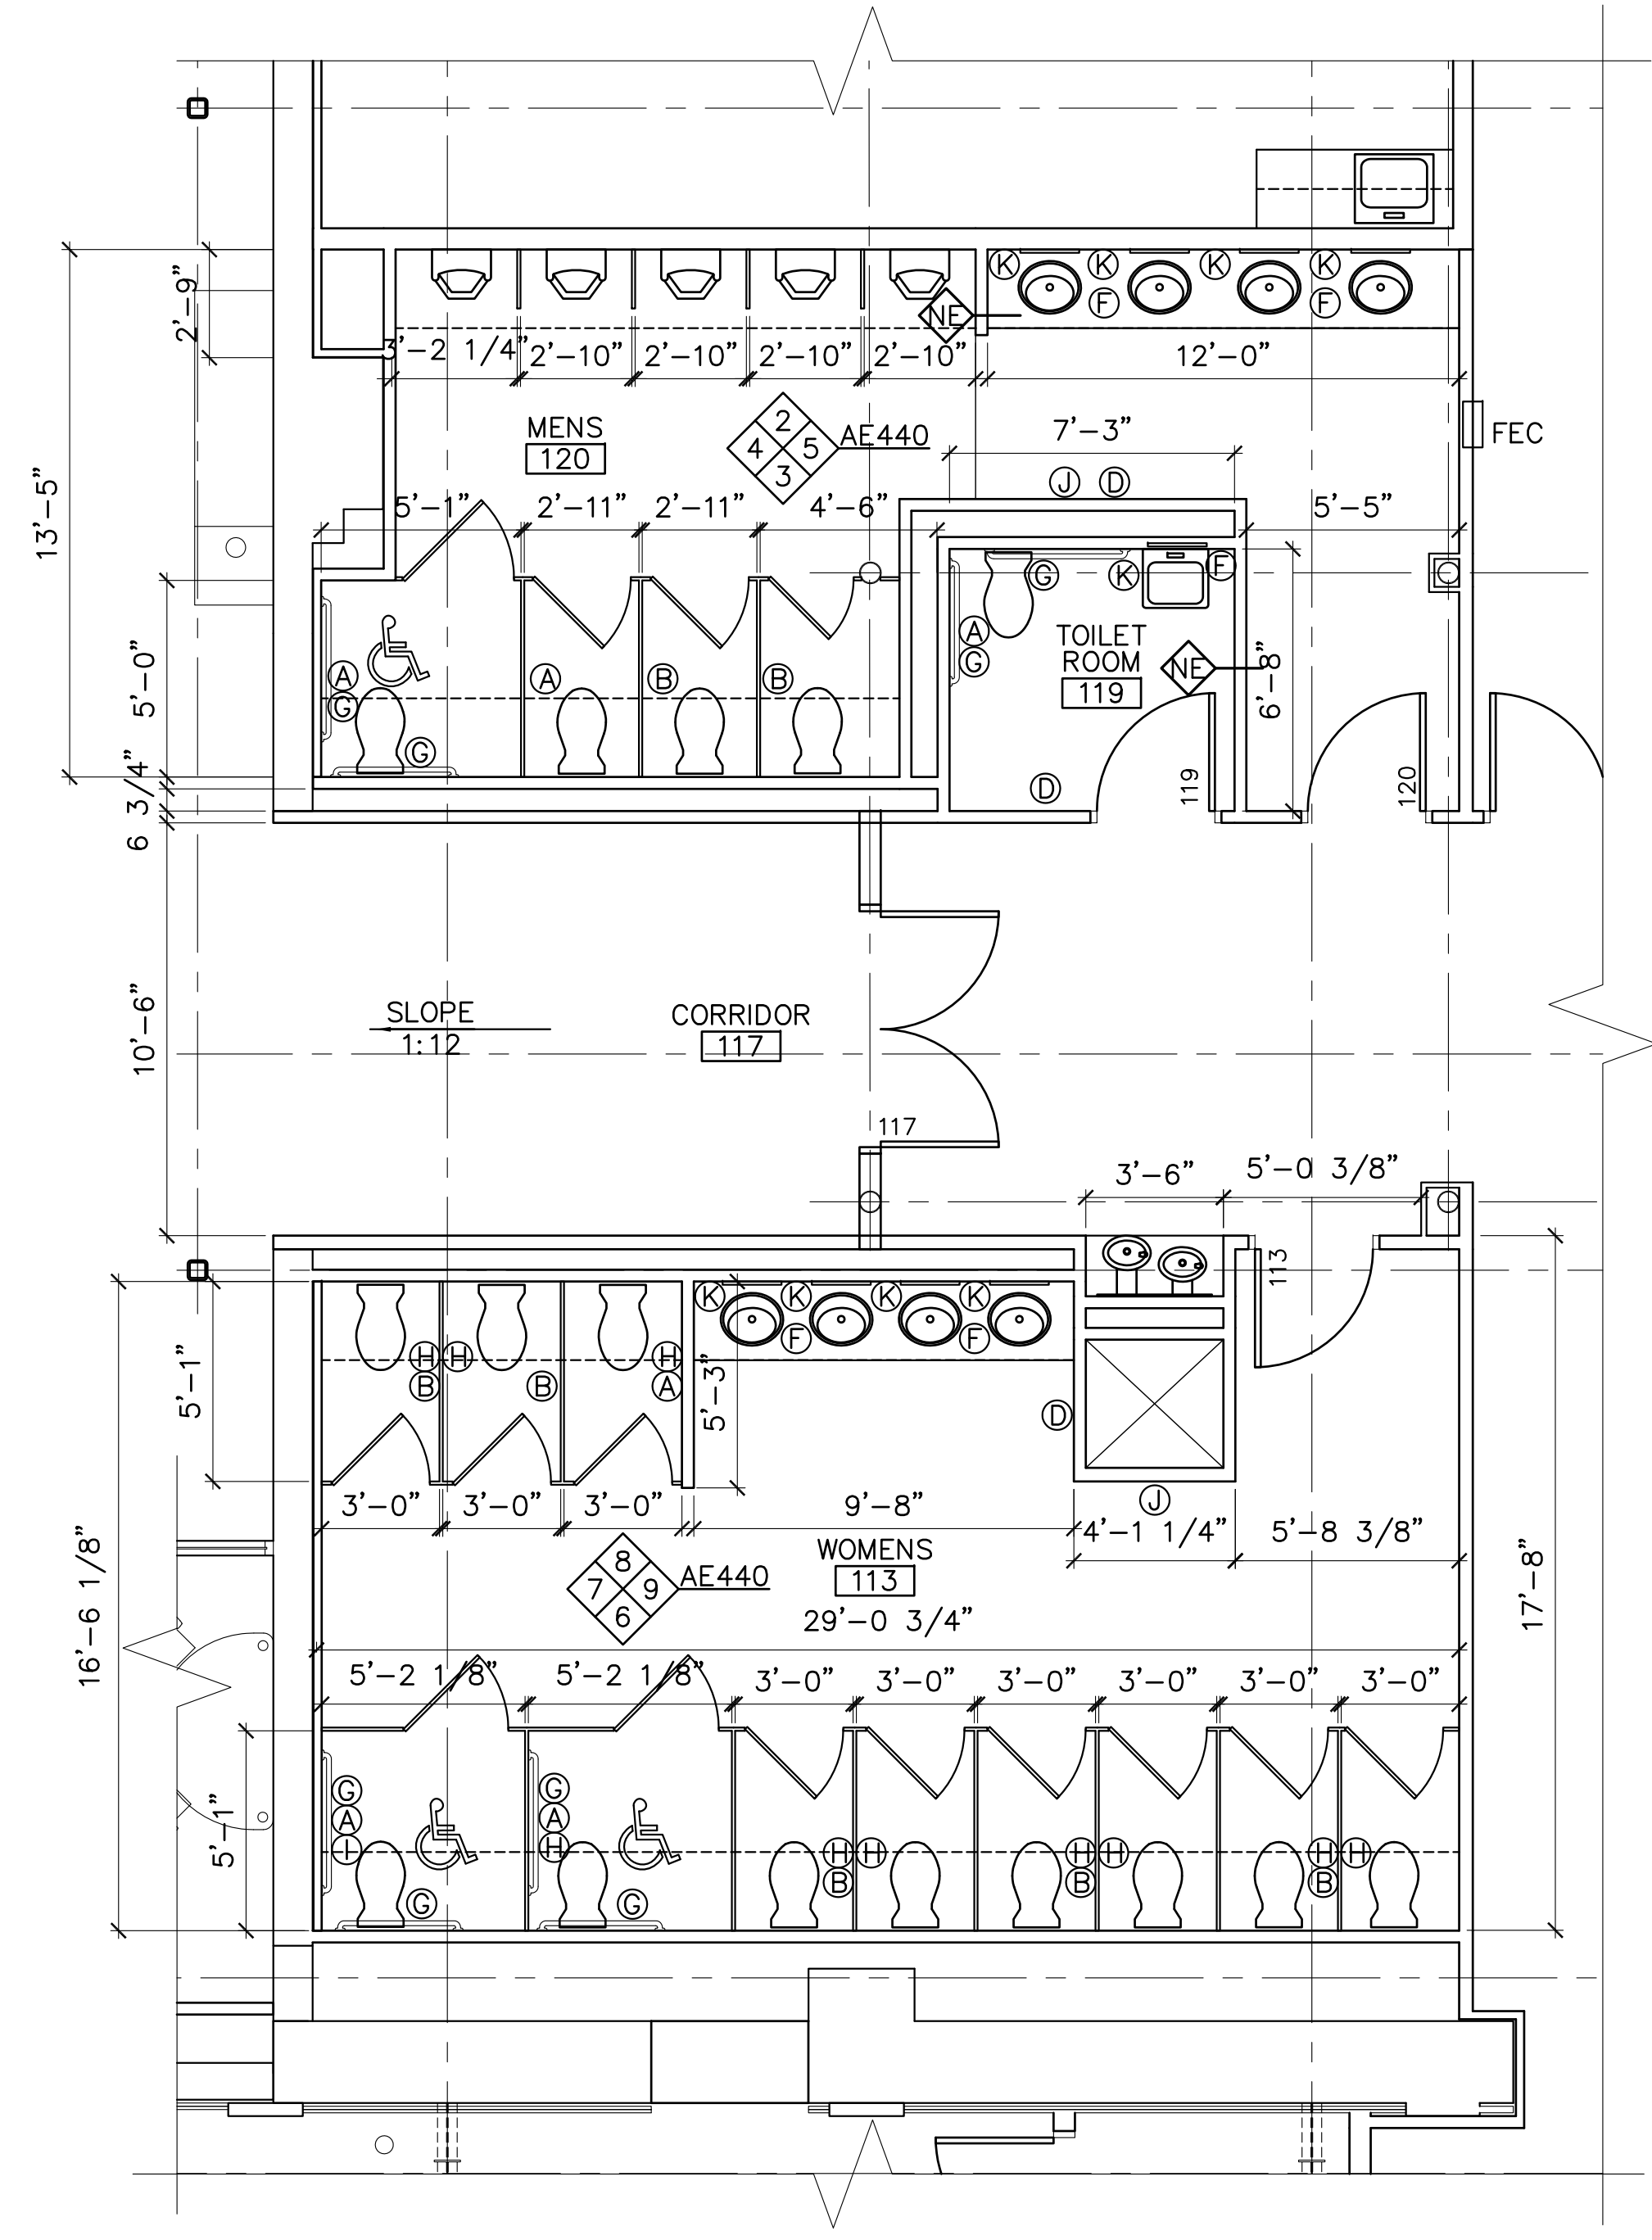 K K K K
F F
NE
2'-9"
3'-2 1/4" 2'-10" 2'-10" 2'-10" 2'-10" 12'-0"
MENS
120
2
4 5
3
AE440
7'-3"
FEC
13'-5"
J D
5'-1" 2'-11" 2'-11" 4'-6" 5'-5"
G K F
A
G
TOILET
ROOM
119
NE
6'-8"
5'-0"
A A B B
G
G
D
119
120
6 3/4"
SLOPE
1:12
CORRIDOR
117
10'-6"
117
3'-6" 5'-0 3/8"
113
K K K K
F F
H H H
B B A
5'-1"
5'-3"
D
J
3'-0" 3'-0" 3'-0" 9'-8"
4'-1 1/4" 5'-8 3/8"
WOMENS
113
8
7 9
6
AE440
29'-0 3/4"
16'-6 1/8"
17'-8"
5'-2 1/8" 5'-2 1/8" 3'-0" 3'-0" 3'-0" 3'-0" 3'-0" 3'-0"
5'-1"
G G
A A
I H
H H H H H H
B B B
G G